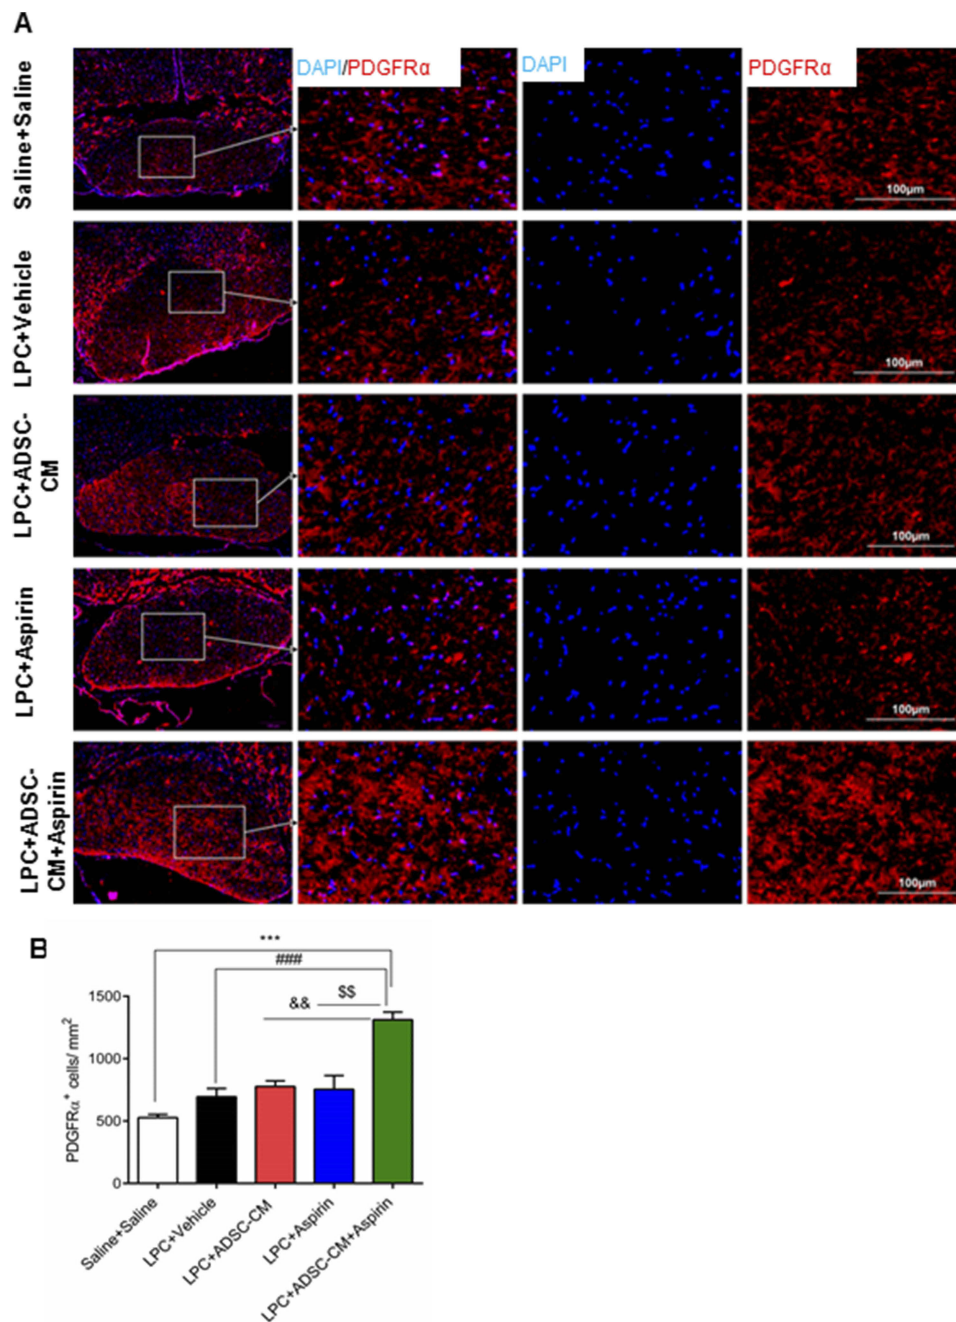 A
DAPI/PDGFRα
DAPI
PDGFRα
Saline+Saline
100µm
LPC+Vehicle
100µm
LPC+ADSC-
CM
100µm
LPC+Aspirin
100µm
LPC+ADSC-
CM+Aspirin
100µm
B
***
###
&&
$$
PDGFRα+ cells/ mm2
1500
1000
500
0
Saline+Saline
LPC+Vehicle
LPC+ADSC-CM
LPC+Aspirin
LPC+ADSC-CM+Aspirin